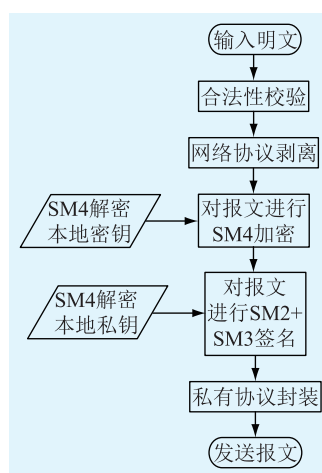 输入明文
合法性校验
网络协议剥离
SM4解密
本地密钥
对报文进行
SM4加密
SM4解密
本地私钥
对报文
进行SM2+
SM3签名
私有协议封装
发送报文